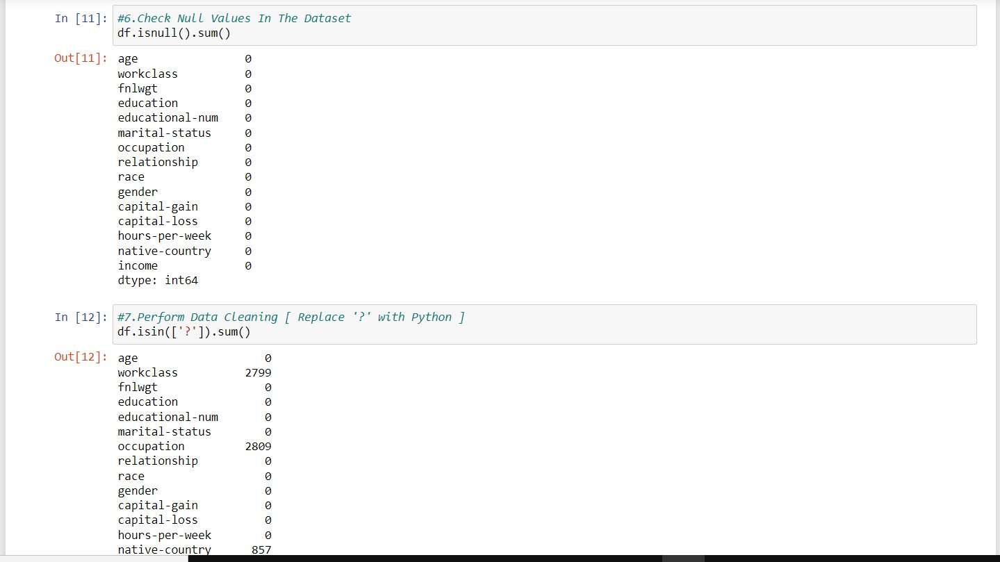 In [11]: #6.Check Null Values In The Dataset
df.isnull().sum()
Out[11]: age 0
workclass 0
fnlwgt 0
education 0
educational-num 0
marital-status 0
occupation 0
relationship 0
race 0
gender 0
capital-gain 0
capital-loss 0
hours-per-week 0
native-country 0
income 0
dtype: int64
In [12]: #7.Perform Data Cleaning [ Replace '?' with Python ]
df.isin(['?']).sum()
Out[12]: age 0
workclass 2799
fnlwgt 0
education 0
educational-num 0
marital-status 0
occupation 2809
relationship 0
race 0
gender 0
capital-gain 0
capital-loss 0
hours-per-week 0
native-country 857